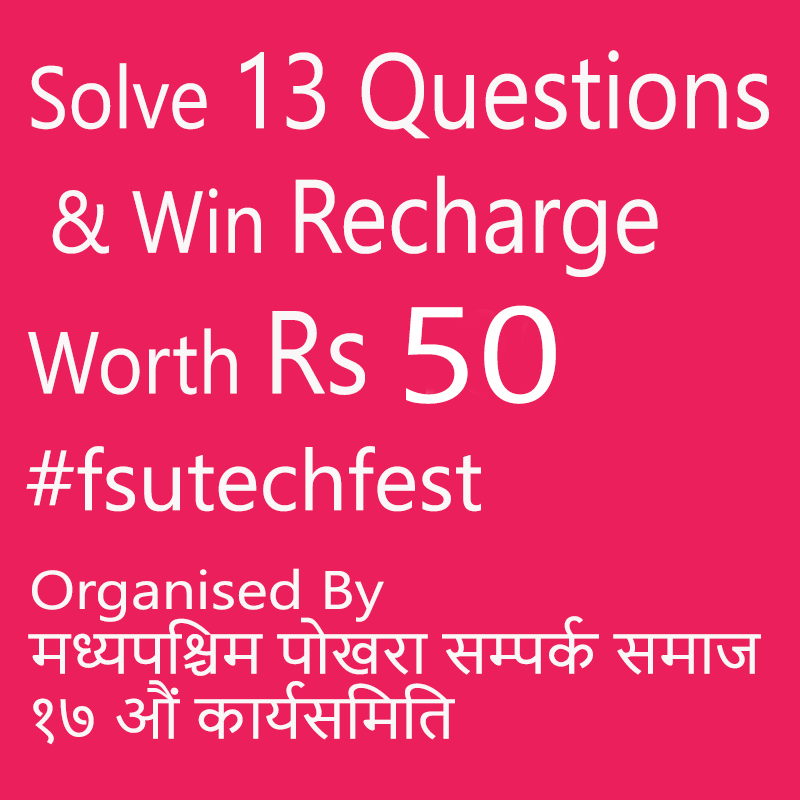 Solve 13 Questions
& Win Recharge
Worth Rs 50
#fsutechfest
Organised By
मध्यपश्चिम पोखरा सम्पर्क समाज
१७ औं कार्यसमिति